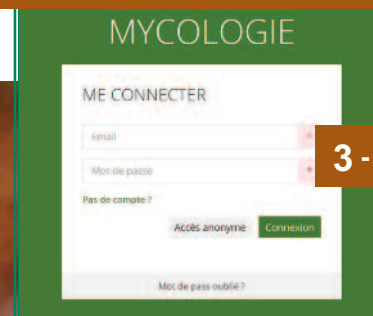 MYCOLOGIE
ME CONNECTER
Email
Mot de passe
3 -
Pas de compte ?
Accès anonyme
Connexion
Mot de pass oublié ?